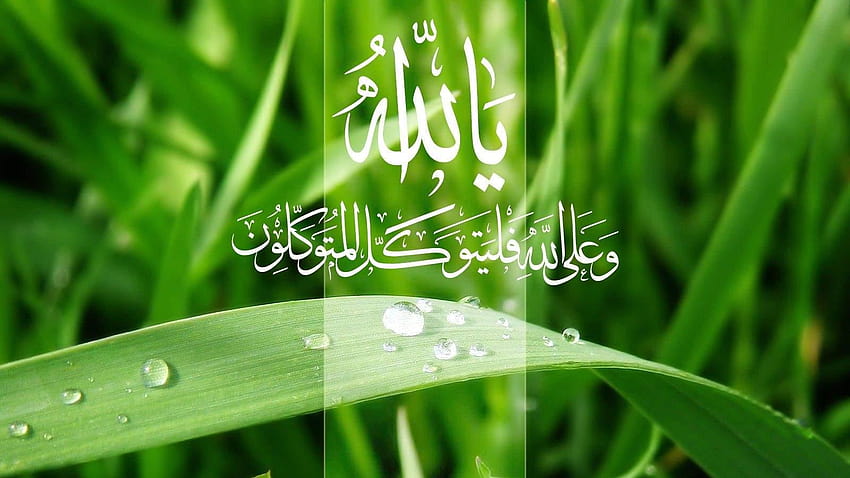 يَا اللّٰهُ
وَعَلَى اللَّهِ فَلْيَتَوَكَّلِ الْمُتَوَكِّلُونَ